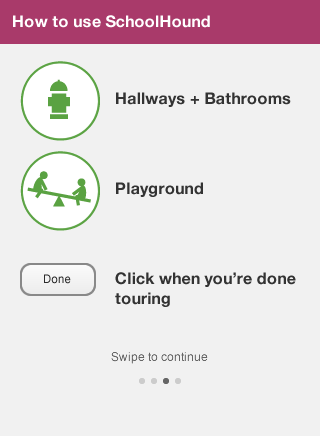 How to use SchoolHound
Hallways + Bathrooms
Playground
Done
Click when you’re done
touring
Swipe to continue